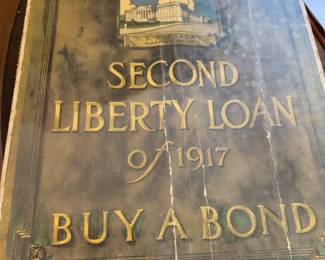 SECOND
LIBERTY LOAN
of 1917
BUY A BOND